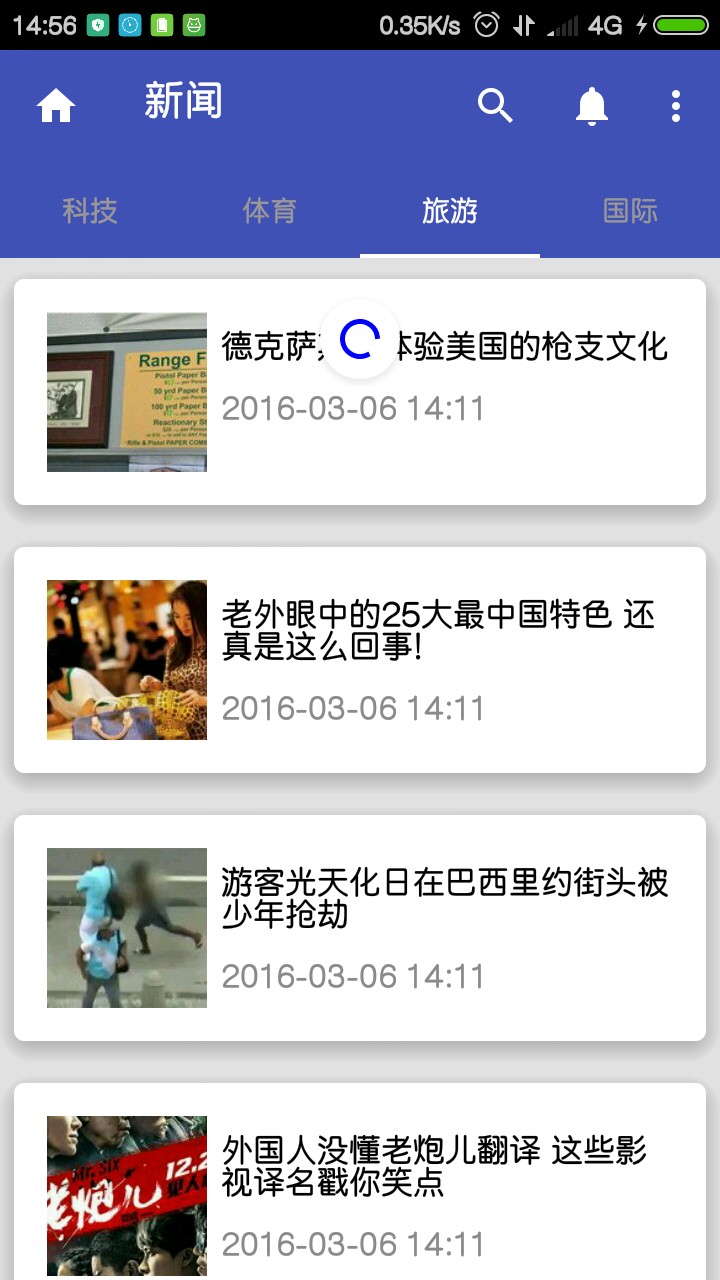 14:56 0.35K/s 4G
新闻
科技 体育 旅游 国际
Range F
Pistol Paper B
50 yrd Paper B
100 yrd Paper B
Reactionary St
德克萨 体验美国的枪支文化
2016-03-06 14:11
老外眼中的25大最中国特色 还
真是这么回事!
2016-03-06 14:11
游客光天化日在巴西里约街头被
少年抢劫
2016-03-06 14:11
Mr. Six
12.2
老炮儿
外国人没懂老炮儿翻译 这些影
视译名戳你笑点
2016-03-06 14:11